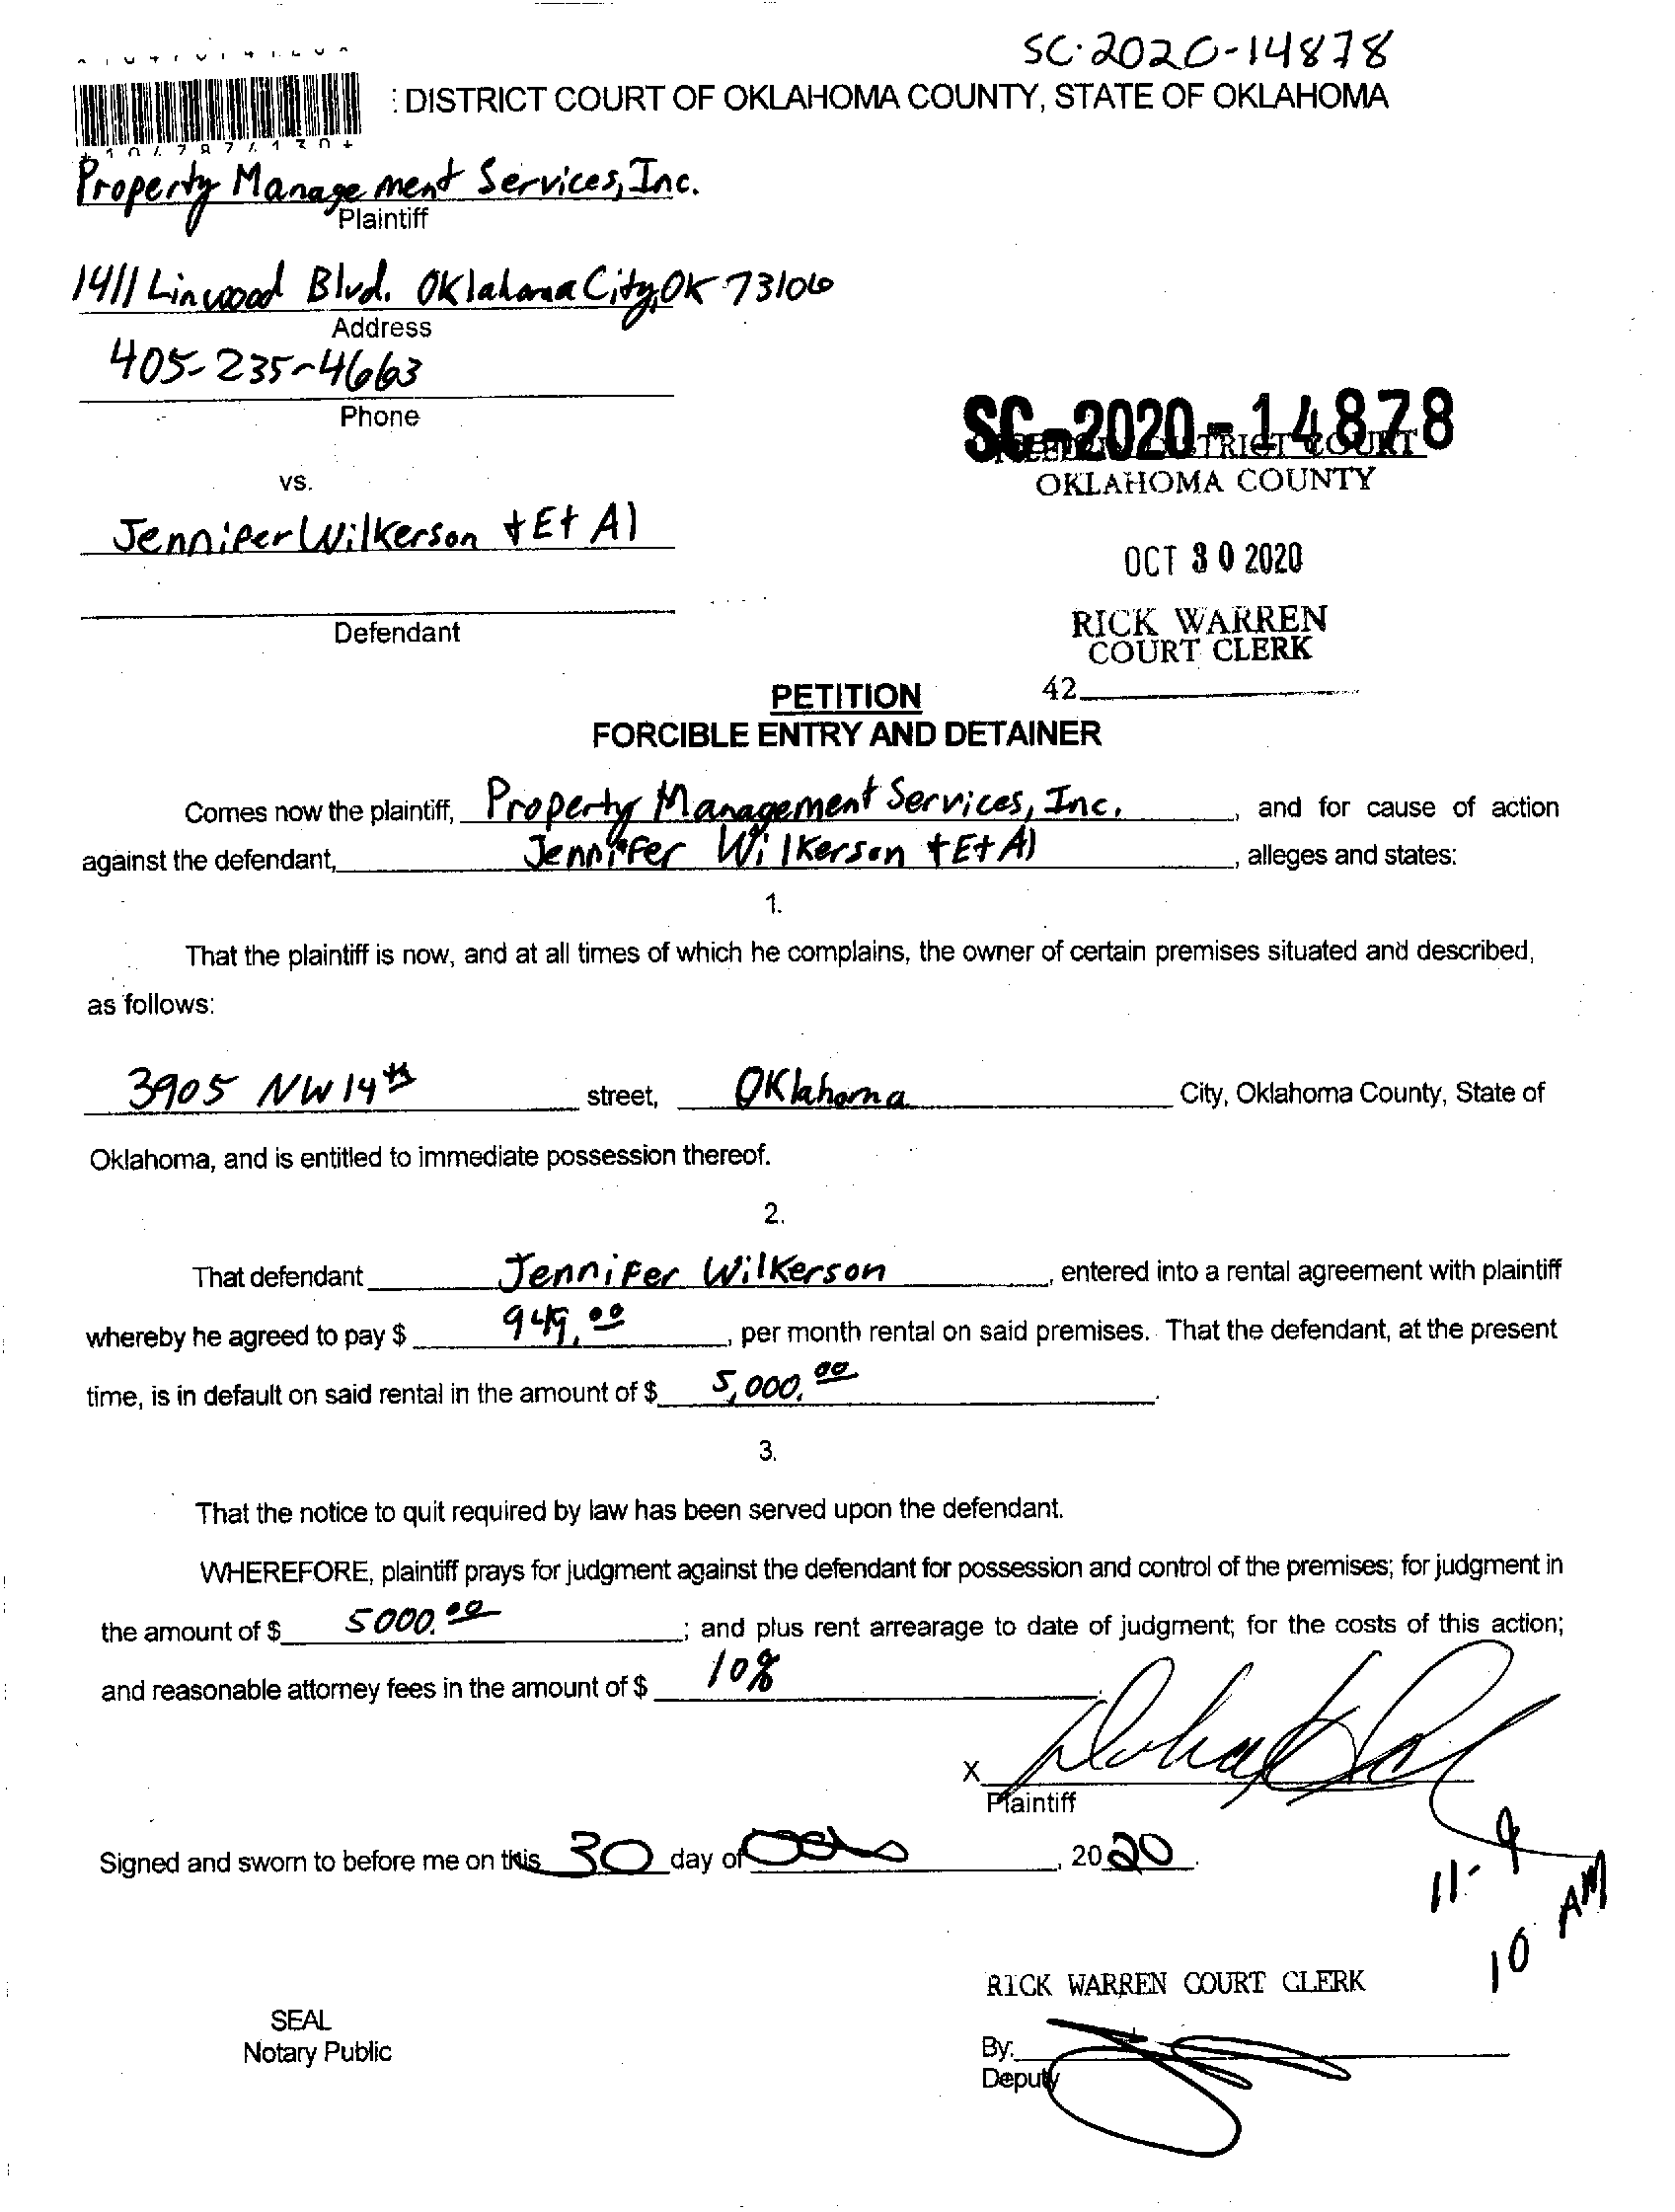 SC-2020-14878
: DISTRICT COURT OF OKLAHOMA COUNTY, STATE OF OKLAHOMA
Property Management Services, Inc.
Plaintiff
1411 Linwood Blvd. Oklahoma City, OK 73106
Address
405-235-4663
Phone
SC-2020-14878
DISTRICT COURT
OKLAHOMA COUNTY
vs.
Jennifer Wilkerson + Et Al
OCT 30 2020
Defendant
RICK WARREN
COURT CLERK
42
PETITION
FORCIBLE ENTRY AND DETAINER
Comes now the plaintiff, Property Management Services, Inc., and for cause of action
against the defendant, Jennifer Wilkerson + Et Al, alleges and states:
1.
That the plaintiff is now, and at all times of which he complains, the owner of certain premises situated and described,
as follows:
3905 NW 14th street, Oklahoma City, Oklahoma County, State of
Oklahoma, and is entitled to immediate possession thereof.
2.
That defendant Jennifer Wilkerson, entered into a rental agreement with plaintiff
whereby he agreed to pay $ 949.00, per month rental on said premises. That the defendant, at the present
time, is in default on said rental in the amount of $ 5,000.00.
3.
That the notice to quit required by law has been served upon the defendant.
WHEREFORE, plaintiff prays for judgment against the defendant for possession and control of the premises; for judgment in
the amount of $ 5000.00; and plus rent arrearage to date of judgment; for the costs of this action;
and reasonable attorney fees in the amount of $ 10%.
X
Plaintiff
Signed and sworn to before me on this 30 day of Oct, 2020.
11-9
10 AM
RICK WARREN COURT CLERK
SEAL
Notary Public
By:
Deputy